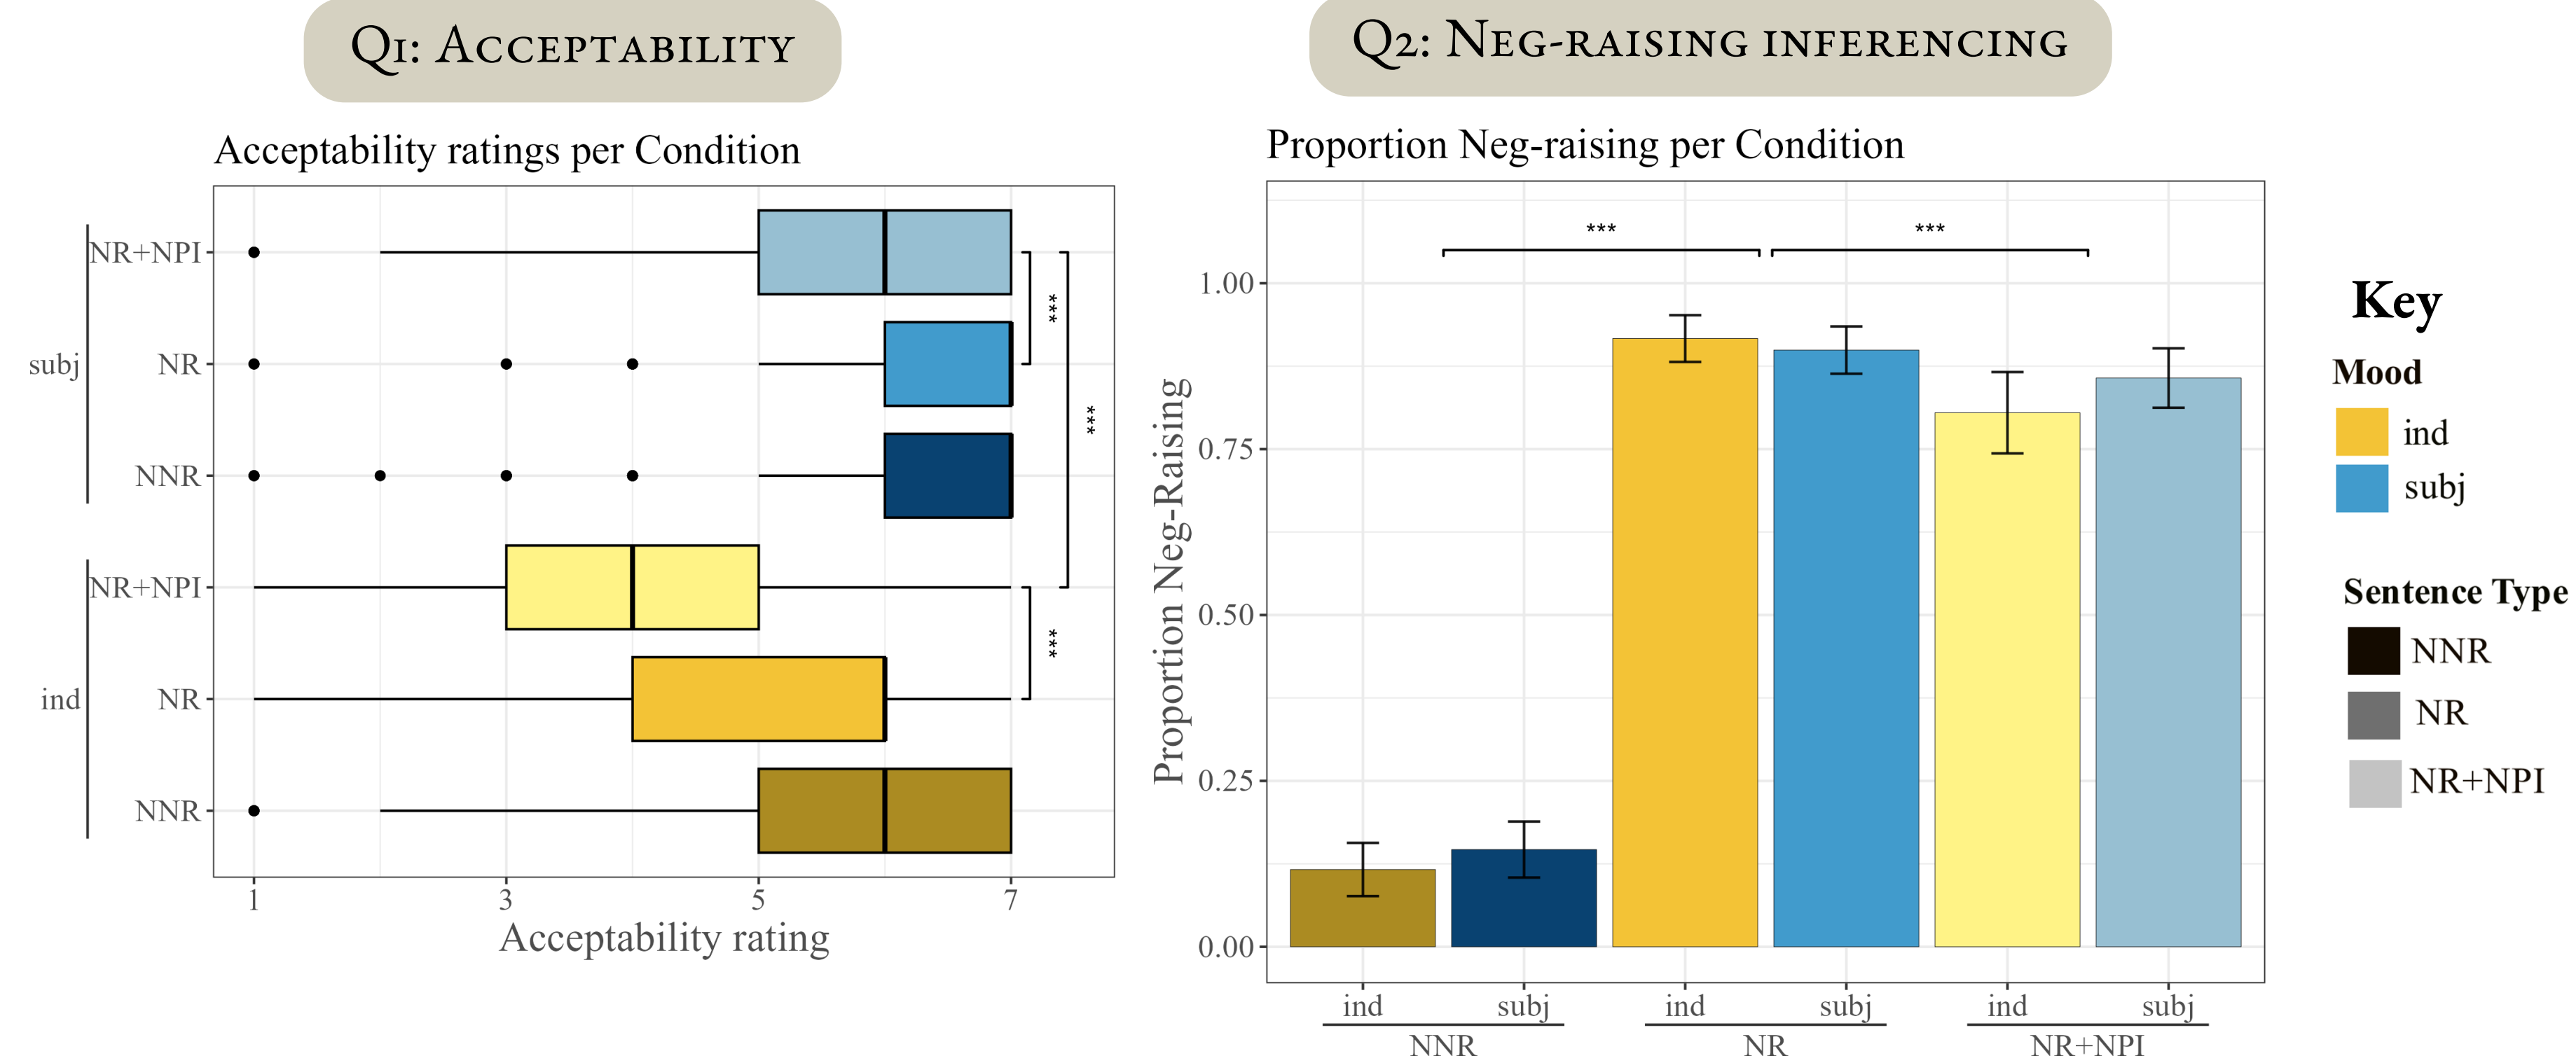 Q1: Acceptability
Acceptability ratings per Condition
NR+NPI
NR
NNR
subj
NR+NPI
NR
NNR
ind
***
***
***
1 3 5 7
Acceptability rating
Q2: Neg-raising inferencing
Proportion Neg-raising per Condition
*** ***
Proportion Neg-Raising
1.00
0.75
0.50
0.25
0.00
ind subj ind subj ind subj
NNR NR NR+NPI
Key
Mood
ind
subj
Sentence Type
NNR
NR
NR+NPI